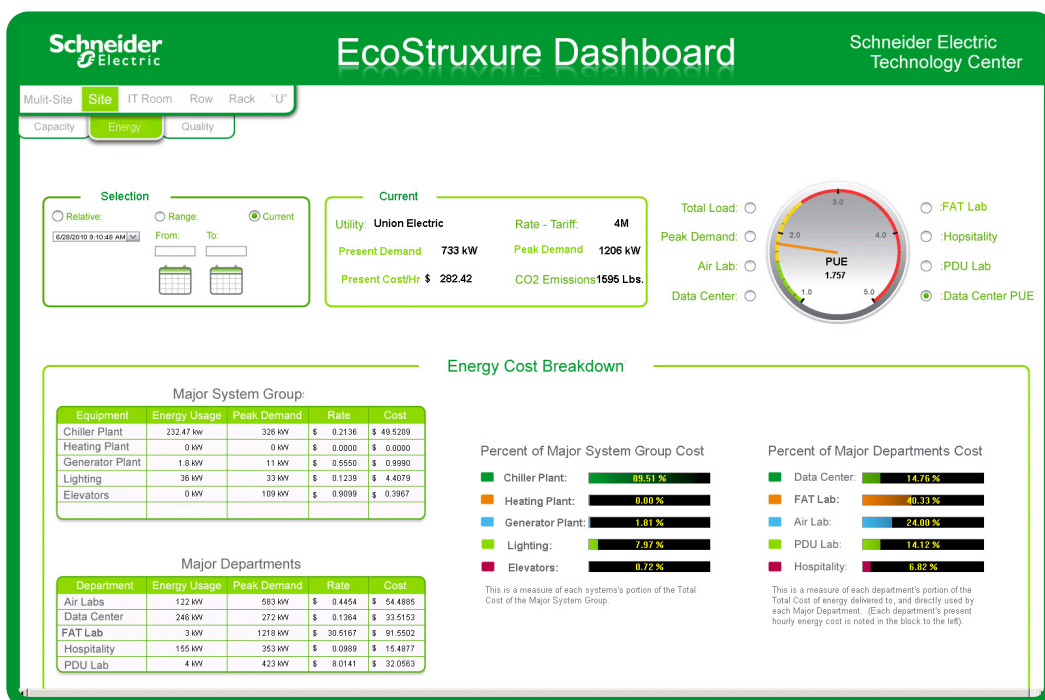 Schneider
Electric
EcoStruxure Dashboard
Schneider Electric
Technology Center
Mulit-Site Site IT Room Row Rack "U"
Capacity Energy Quality
Selection
Relative: Range: Current
6/28/2010 9:10:48 AM From: To:
Current
Utility: Union Electric Rate - Tariff: 4M
Present Demand 733 kW Peak Demand 1206 kW
Present Cost/Hr $ 282.42 CO2 Emissions 1595 Lbs.
Total Load:
Peak Demand:
Air Lab:
Data Center:
3.0
2.0 4.0
PUE
1.757
1.0 5.0
:FAT Lab
:Hopsitality
:PDU Lab
:Data Center PUE
Energy Cost Breakdown
Major System Group:
Equipment Energy Usage Peak Demand Rate Cost
Chiller Plant 232.47 kw 326 kW $ 0.2136 $ 49.5209
Heating Plant 0 kW 0 kW $ 0.0000 $ 0.0000
Generator Plant 1.8 kW 11 kW $ 0.5550 $ 0.9990
Lighting 36 kW 33 kW $ 0.1239 $ 4.4079
Elevators 0 kW 109 kW $ 0.9099 $ 0.3967
Major Departments
Department Energy Usage Peak Demand Rate Cost
Air Labs 122 kW 583 kW $ 0.4454 $ 54.4885
Data Center 246 kW 272 kW $ 0.1364 $ 33.5153
FAT Lab 3 kW 1218 kW $ 30.5167 $ 91.5502
Hospitality 155 kW 353 kW $ 0.0989 $ 15.4877
PDU Lab 4 kW 423 kW $ 8.0141 $ 32.0563
Percent of Major System Group Cost
Chiller Plant: 89.51 %
Heating Plant: 0.00 %
Generator Plant: 1.81 %
Lighting: 7.97 %
Elevators: 0.72 %
This is a measure of each systems's portion of the Total
Cost of the Major System Group.
Percent of Major Departments Cost
Data Center: 14.76 %
FAT Lab: 40.33 %
Air Lab: 24.00 %
PDU Lab: 14.12 %
Hospitality: 6.82 %
This is a measure of each department's portion of the
Total Cost of energy delivered to, and directly used by
each Major Department. (Each department's present
hourly energy cost is noted in the block to the left).